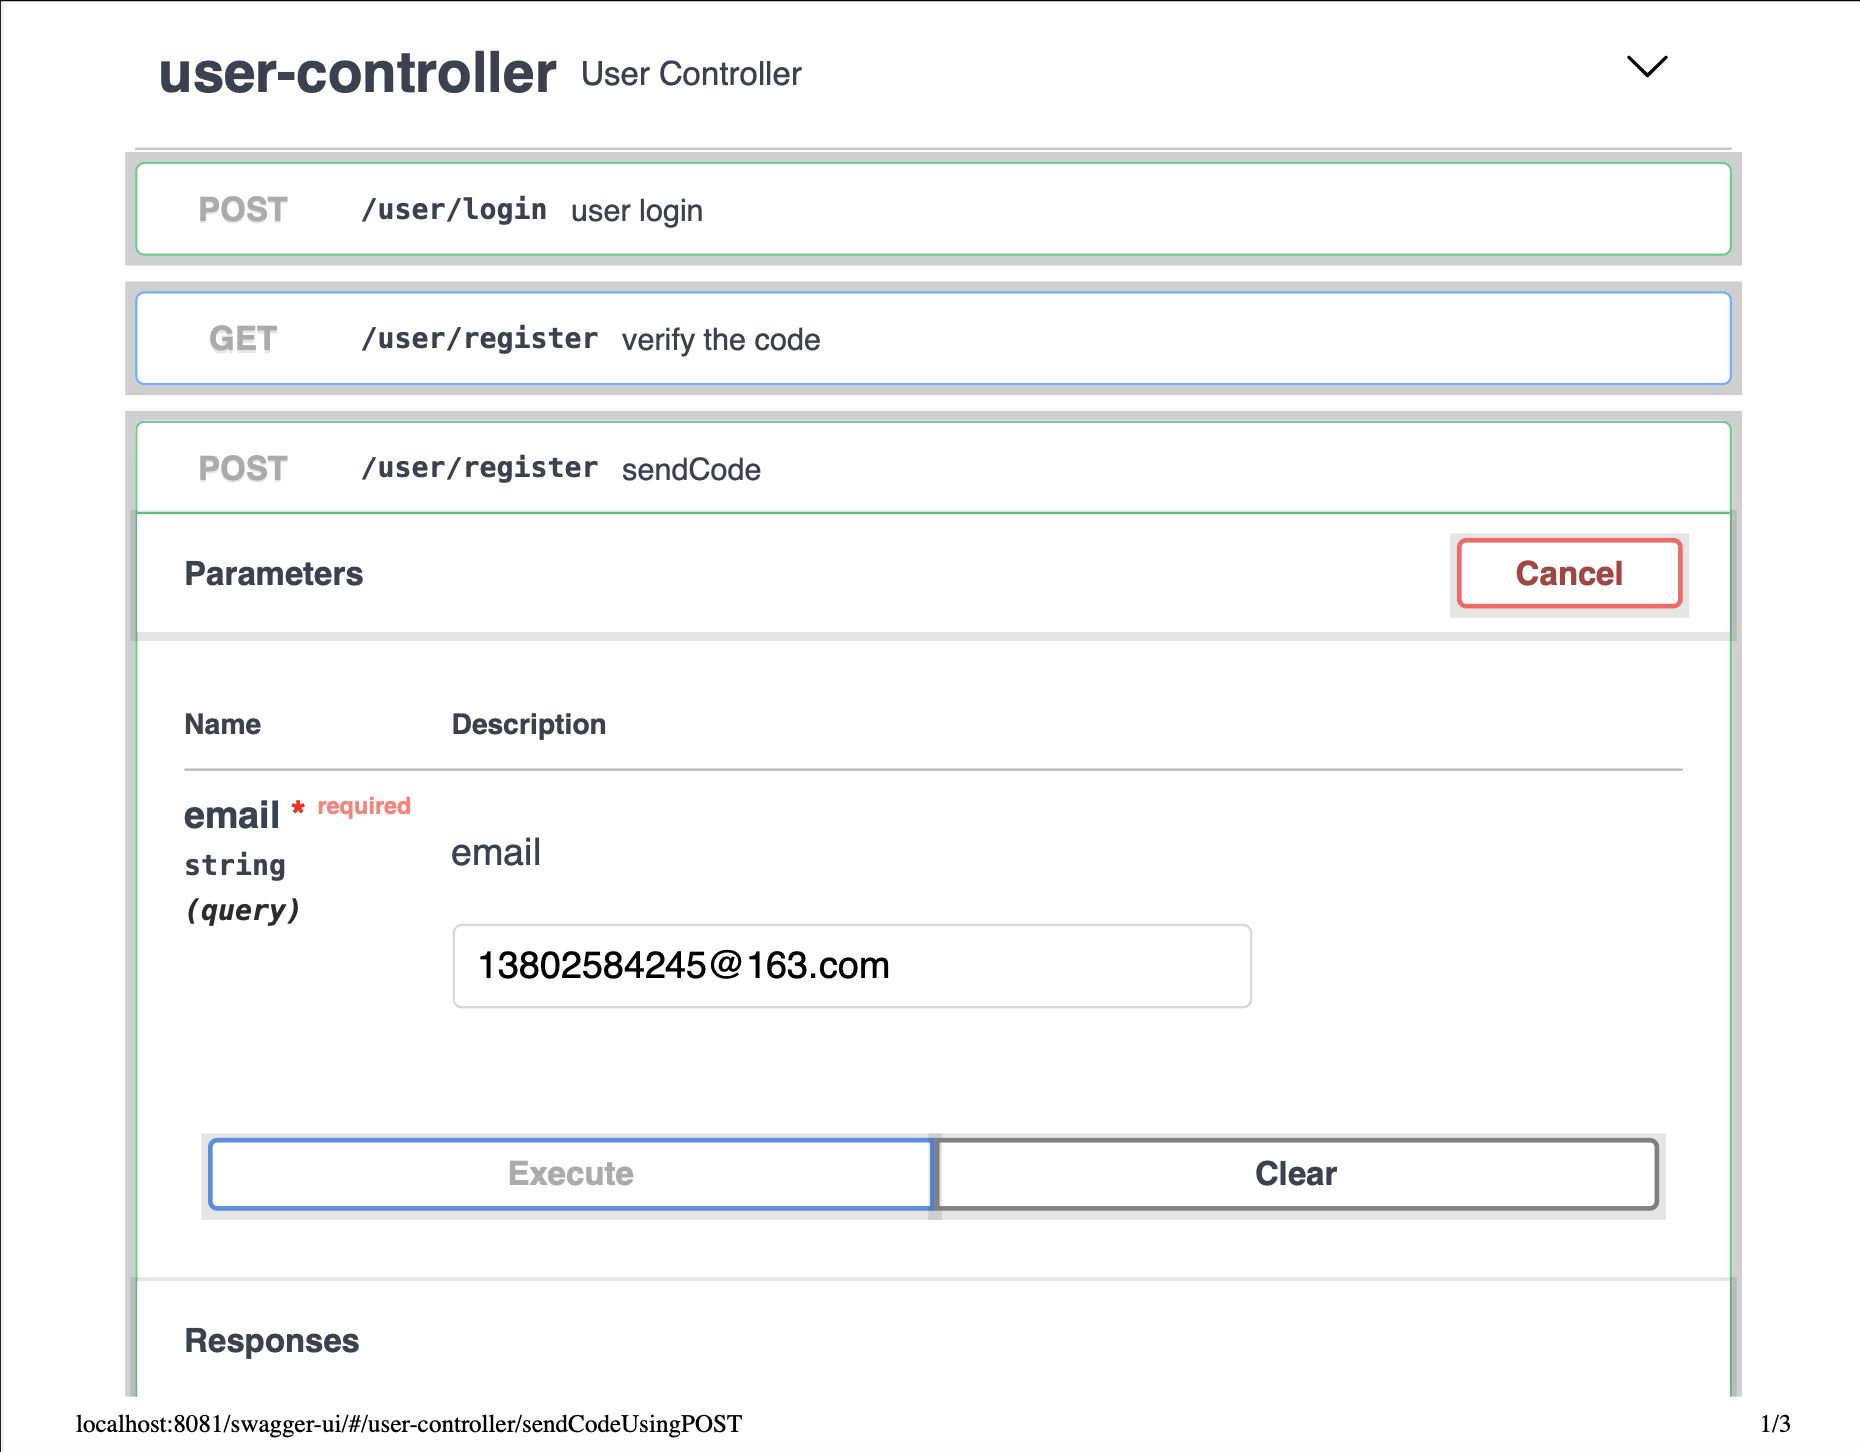 user-controller User Controller
POST /user/login user login
GET /user/register verify the code
POST /user/register sendCode
Parameters Cancel
Name Description
email * required
string
(query)
email
13802584245@163.com
Execute Clear
Responses
localhost:8081/swagger-ui/#/user-controller/sendCodeUsingPOST 1/3